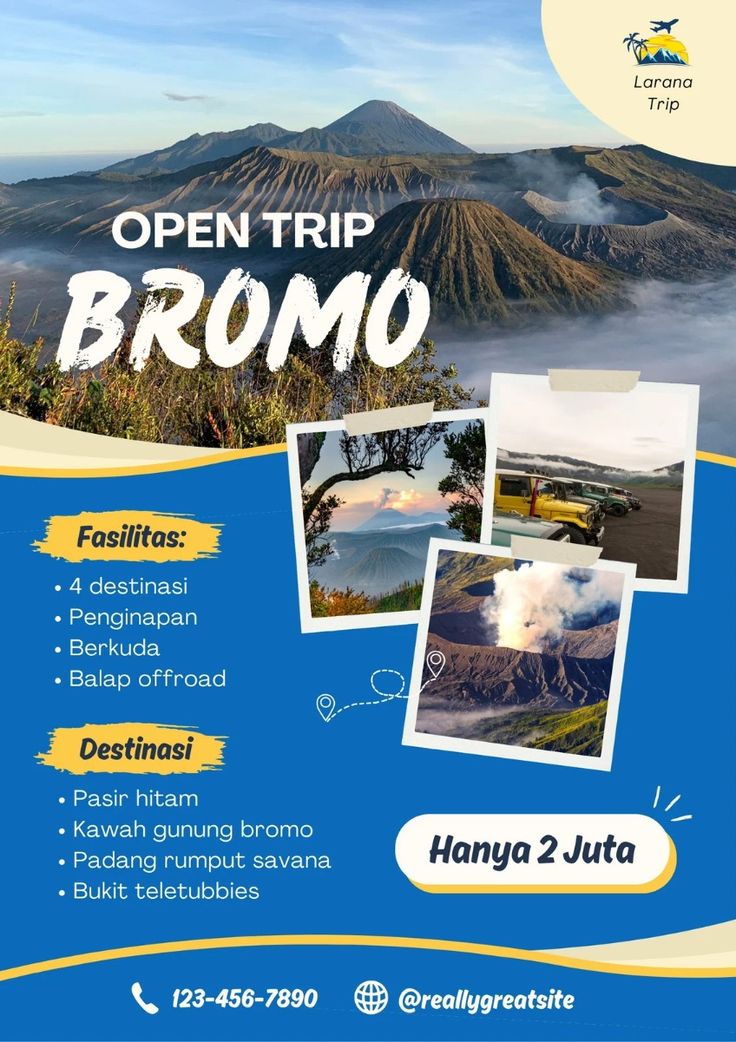 Larana
Trip
OPEN TRIP
BROMO
Fasilitas:
• 4 destinasi
• Penginapan
• Berkuda
• Balap offroad
Destinasi
• Pasir hitam
• Kawah gunung bromo
• Padang rumput savana
• Bukit teletubbies
Hanya 2 Juta
123-456-7890
@reallygreatsite